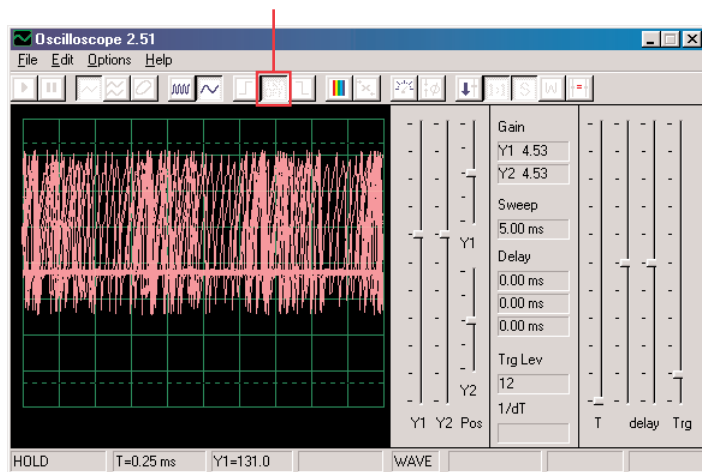 Oscilloscope 2.51
File Edit Options Help
1:1 S W
Gain
Y1 4.53
Y2 4.53
Sweep
5.00 ms
Delay
0.00 ms
0.00 ms
0.00 ms
Trg Lev
12
1/dT
Y1
Y2
Y1 Y2 Pos
T delay Trg
HOLD T=0.25 ms Y1=131.0 WAVE